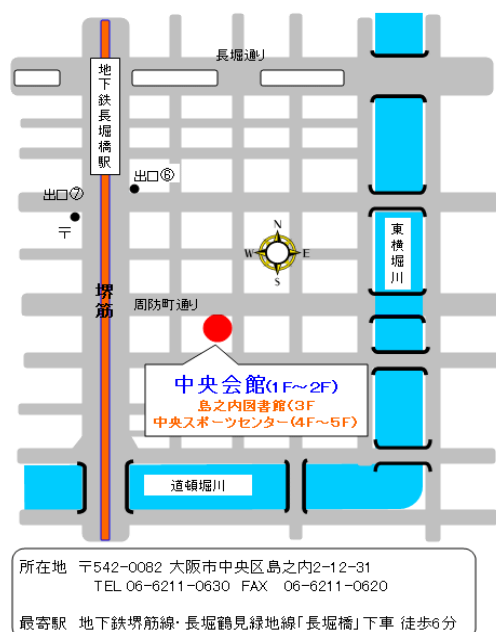 長堀通り
地下鉄長堀橋駅
出口⑥
出口⑦
〒
N
W E
S
東横堀川
堺筋
周防町通り
中央会館(1F～2F)
島之内図書館(3F
中央スポーツセンター(4F～5F)
道頓堀川
所在地 〒542-0082 大阪市中央区島之内2-12-31
TEL 06-6211-0630 FAX 06-6211-0620
最寄駅 地下鉄堺筋線・長堀鶴見緑地線「長堀橋」下車 徒歩6分